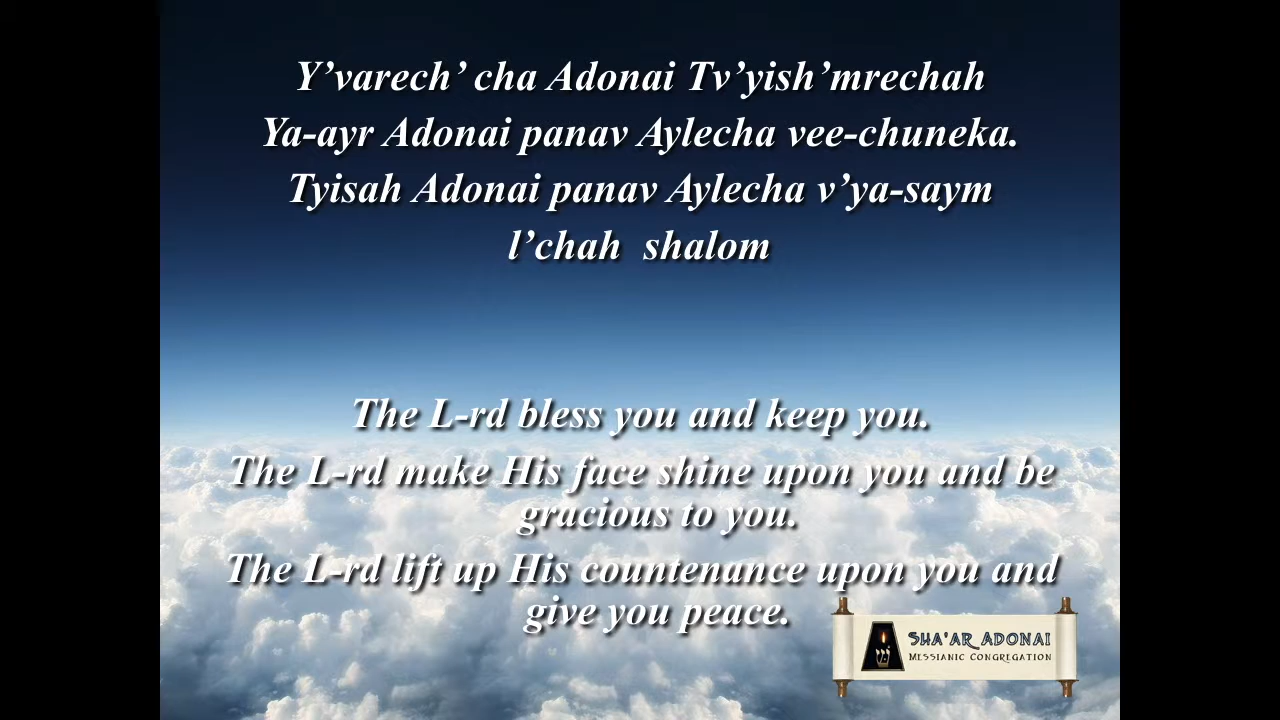 Y’varech’ cha Adonai Tv’yish’mrechah
Ya-ayr Adonai panav Aylecha vee-chuneka.
Tyisah Adonai panav Aylecha v’ya-saym
l’chah shalom
The L-rd bless you and keep you.
The L-rd make His face shine upon you and be
gracious to you.
The L-rd lift up His countenance upon you and
give you peace.
SHA'AR ADONAI
MESSIANIC CONGREGATION